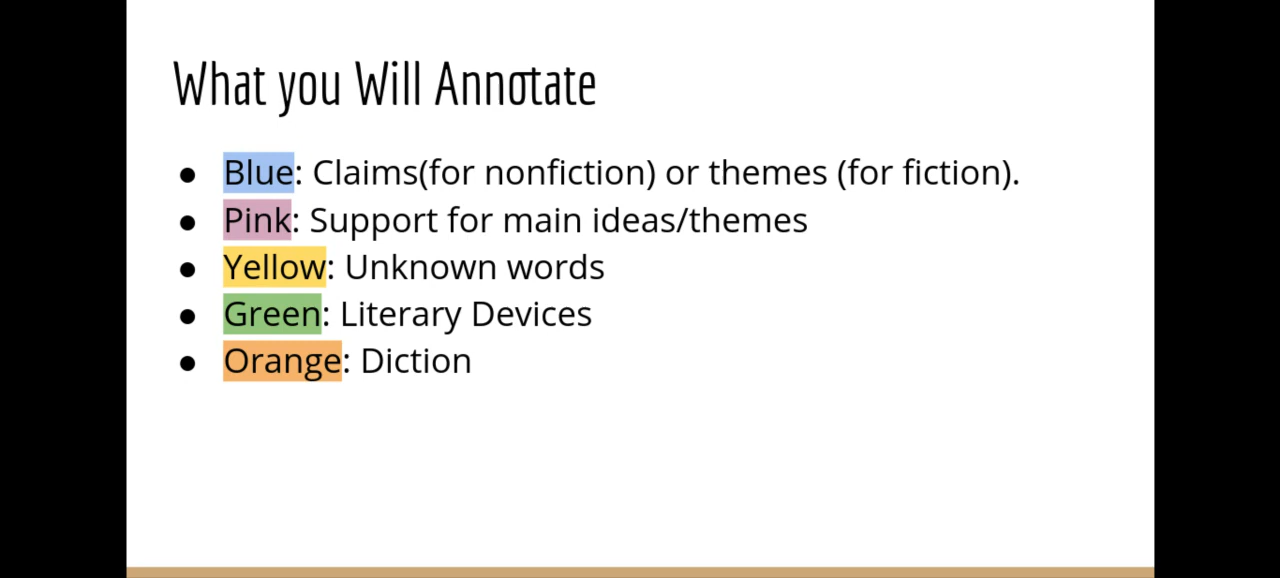 What you Will Annotate
● Blue: Claims(for nonfiction) or themes (for fiction).
● Pink: Support for main ideas/themes
● Yellow: Unknown words
● Green: Literary Devices
● Orange: Diction